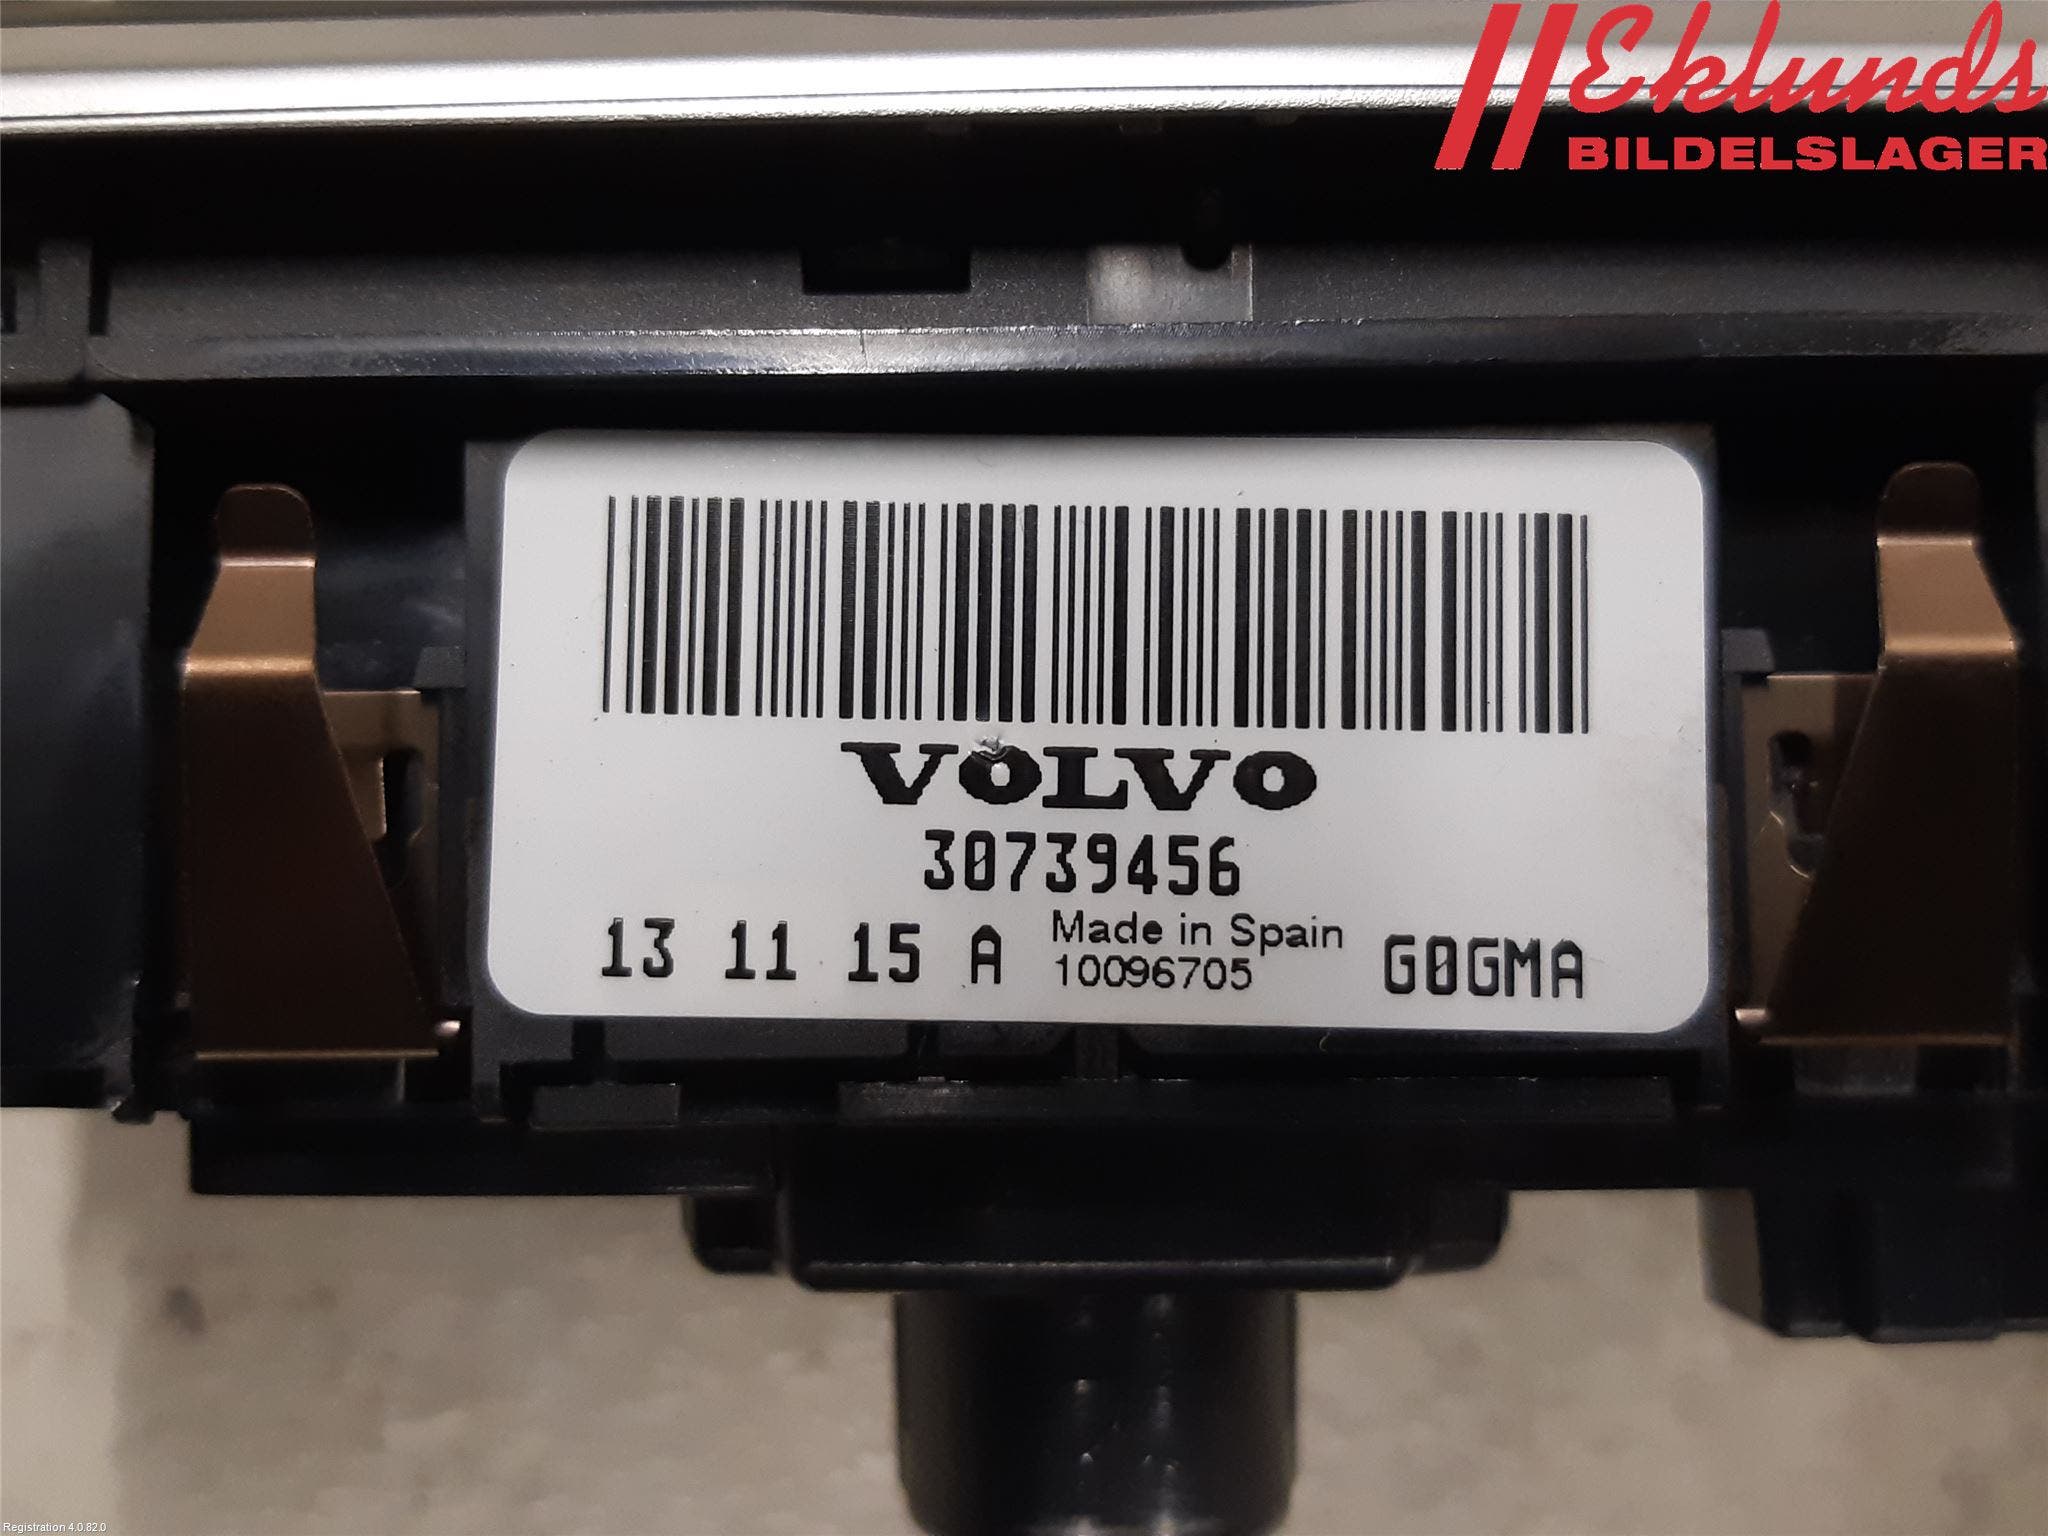 Eklunds
BILDELSLAGER
VOLVO
30739456
13 11 15 A Made in Spain G0GMA
10096705
Registration 4.0.82.0